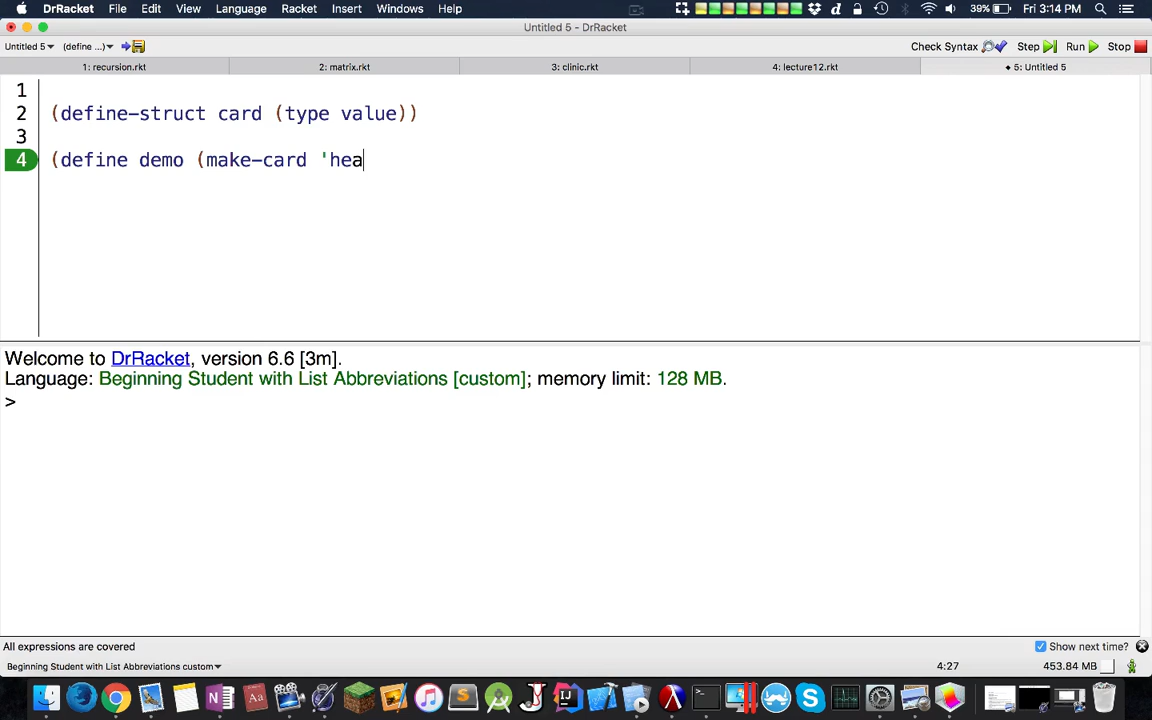 DrRacket File Edit View Language Racket Insert Windows Help 39% Fri 3:14 PM
Untitled 5 - DrRacket
Untitled 5 (define ...) Check Syntax Step Run Stop
1: recursion.rkt 2: matrix.rkt 3: clinic.rkt 4: lecture12.rkt • 5: Untitled 5
1
2 (define-struct card (type value))
3
4 (define demo (make-card 'hea
Welcome to DrRacket, version 6.6 [3m].
Language: Beginning Student with List Abbreviations [custom]; memory limit: 128 MB.
>
All expressions are covered Show next time?
Beginning Student with List Abbreviations custom 4:27 453.84 MB